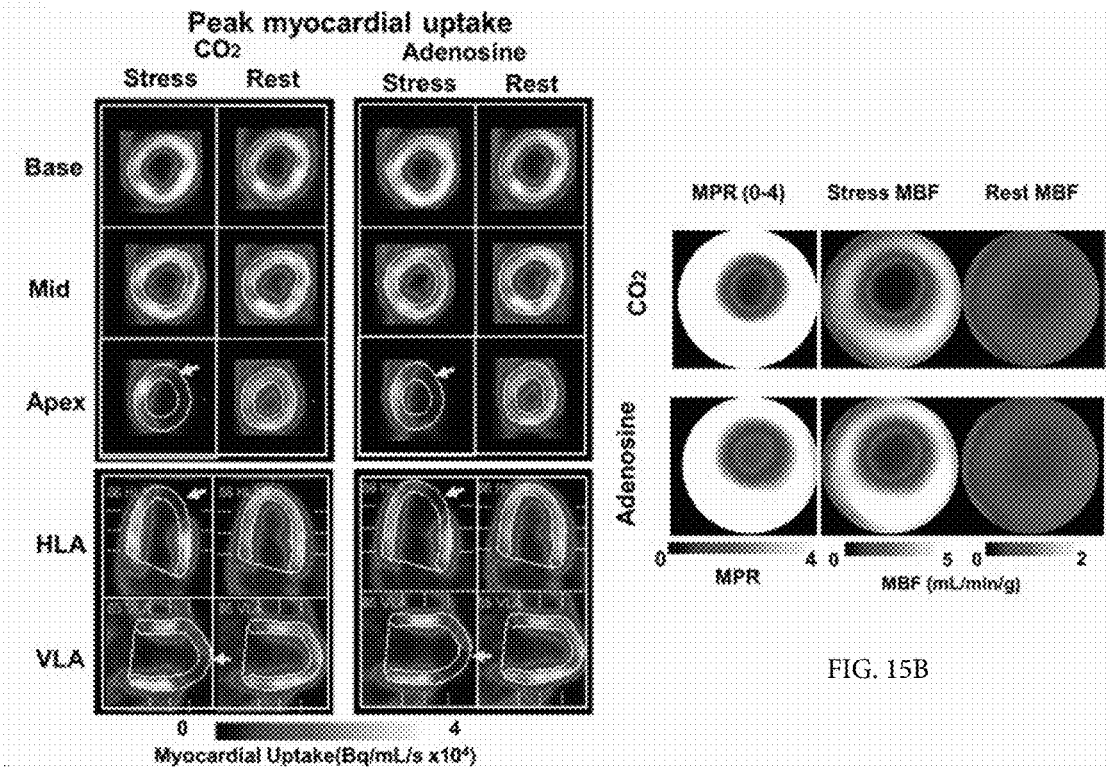 Peak myocardial uptake
CO2 Adenosine
Stress Rest Stress Rest
Base
Mid
Apex
HLA
VLA
0 4
Myocardial Uptake(Bq/mL/s x10⁴)
MPR (0-4) Stress MBF Rest MBF
CO2
Adenosine
0 4 0 5 0 2
MPR MBF (mL/min/g)
FIG. 15B